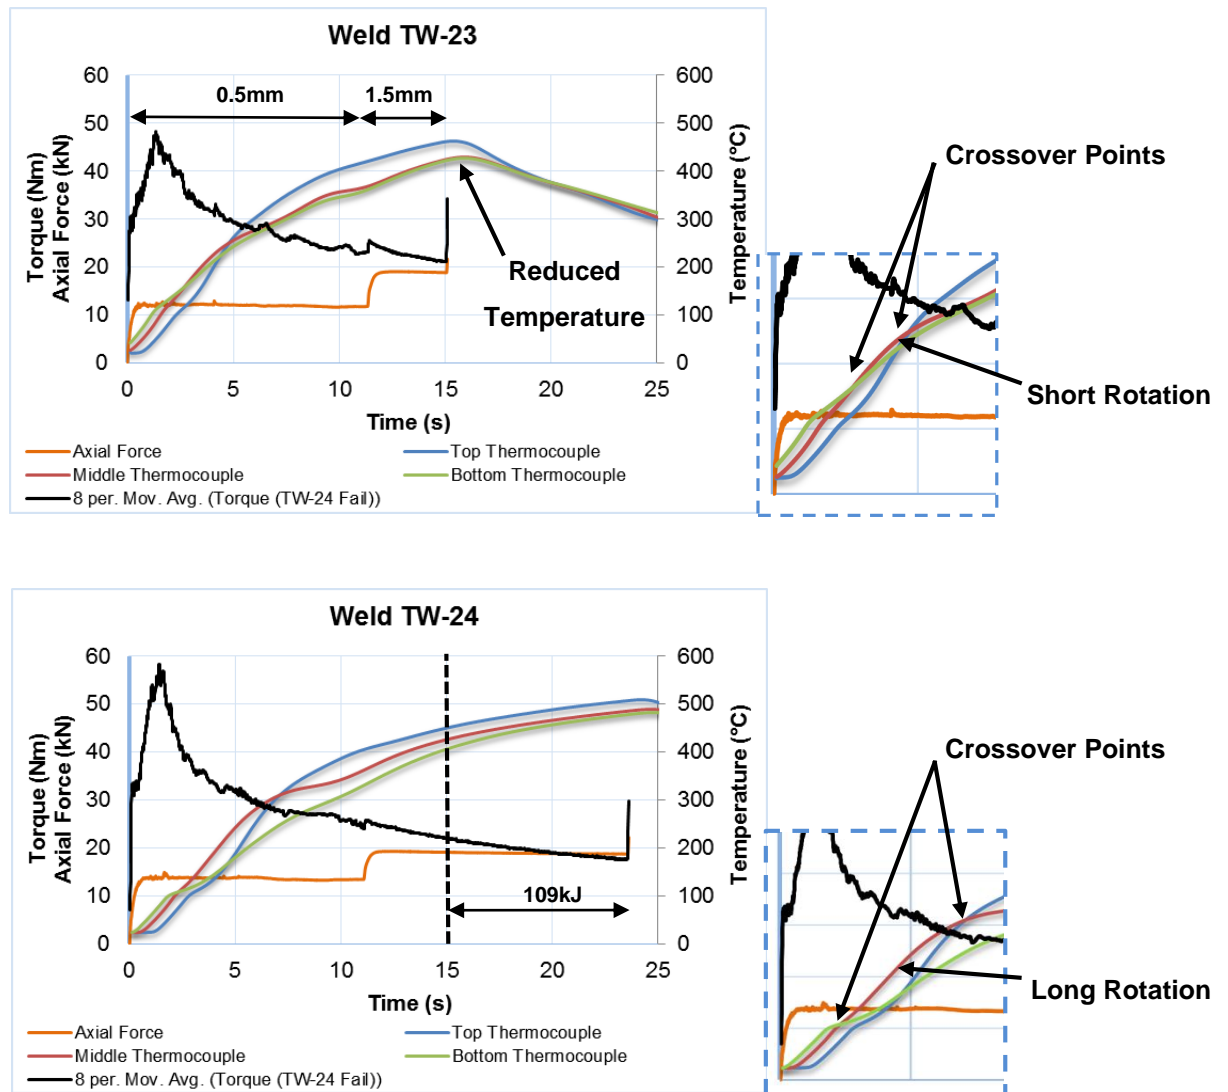 Weld TW-23
60
50
40
30
20
10
0
Torque (Nm)
Axial Force (kN)
0.5mm
1.5mm
Reduced
Temperature
600
500
400
300
200
100
0
Temperature (°C)
0
5
10
15
20
25
Time (s)
Axial Force
Top Thermocouple
Middle Thermocouple
Bottom Thermocouple
8 per. Mov. Avg. (Torque (TW-24 Fail))
Crossover Points
Short Rotation
Weld TW-24
60
50
40
30
20
10
0
Torque (Nm)
Axial Force (kN)
109kJ
600
500
400
300
200
100
0
Temperature (°C)
0
5
10
15
20
25
Time (s)
Axial Force
Top Thermocouple
Middle Thermocouple
Bottom Thermocouple
8 per. Mov. Avg. (Torque (TW-24 Fail))
Crossover Points
Long Rotation